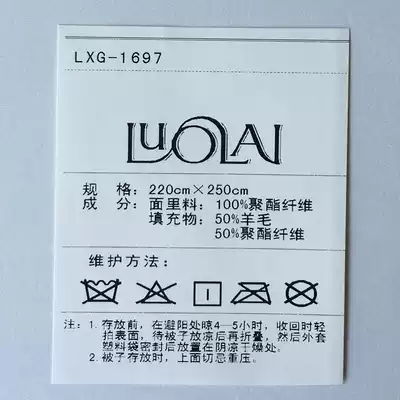 LXG-1697
LUOLAI
规 格：220cm×250cm
成 分：面里料：100%聚酯纤维
填充物：50%羊毛
50%聚酯纤维
维护方法：
注：1. 存放前，在避阳处晾4—5小时，收回时轻
拍表面，待被子放凉后再折叠，然后外套
塑料袋密封后放置在阴凉干燥处。
2. 被子存放时，上面切忌重压。